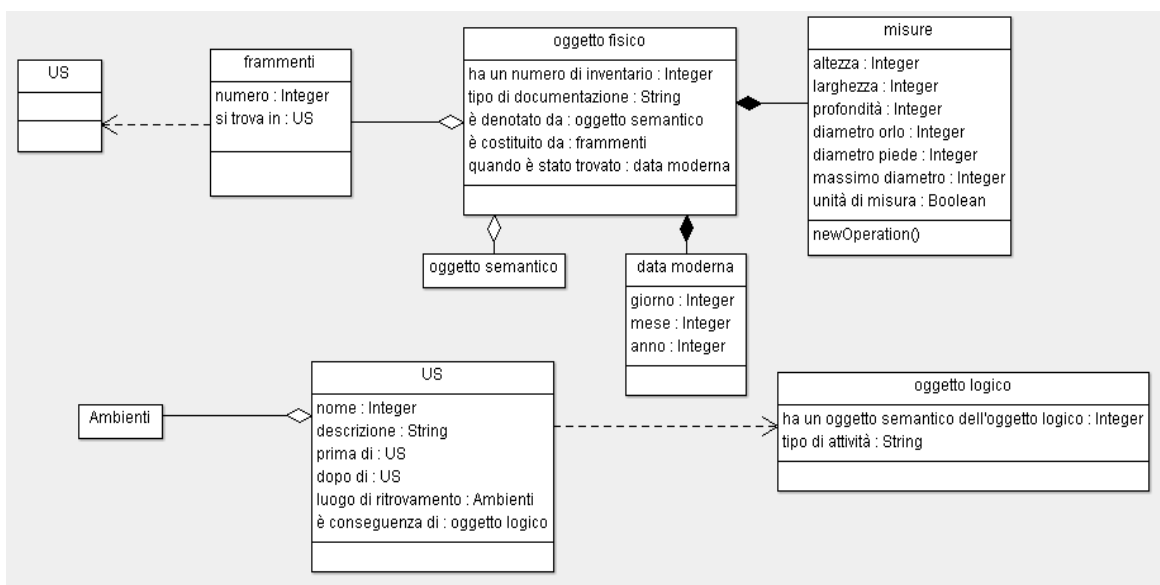 US
frammenti
numero : Integer
si trova in : US
oggetto fisico
ha un numero di inventario : Integer
tipo di documentazione : String
è denotato da : oggetto semantico
è costituito da : frammenti
quando è stato trovato : data moderna
misure
altezza : Integer
larghezza : Integer
profondità : Integer
diametro orlo : Integer
diametro piede : Integer
massimo diametro : Integer
unità di misura : Boolean
newOperation()
oggetto semantico
data moderna
giorno : Integer
mese : Integer
anno : Integer
Ambienti
US
nome : Integer
descrizione : String
prima di : US
dopo di : US
luogo di ritrovamento : Ambienti
è conseguenza di : oggetto logico
oggetto logico
ha un oggetto semantico dell'oggetto logico : Integer
tipo di attività : String